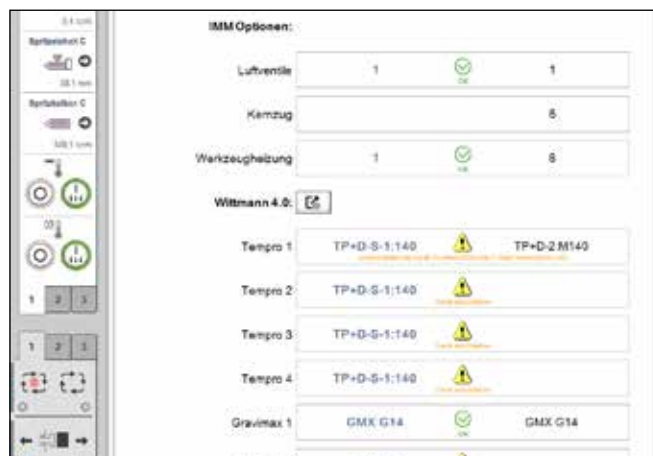 Spritzeinheit C
Spritzkolben C
1 2 3
1 2 3
IMM Optionen:
Luftventile 1 OK 1
Kernzug 6
Werkzeugheizung 1 OK 8
Wittmann 4.0:
Tempro 1 TP+D-S-1;140 TP+D-2.M140
Tempro 2 TP+D-S-1;140
Tempro 3 TP+D-S-1;140
Tempro 4 TP+D-S-1;140
Gravimax 1 GMX G14 OK GMX G14